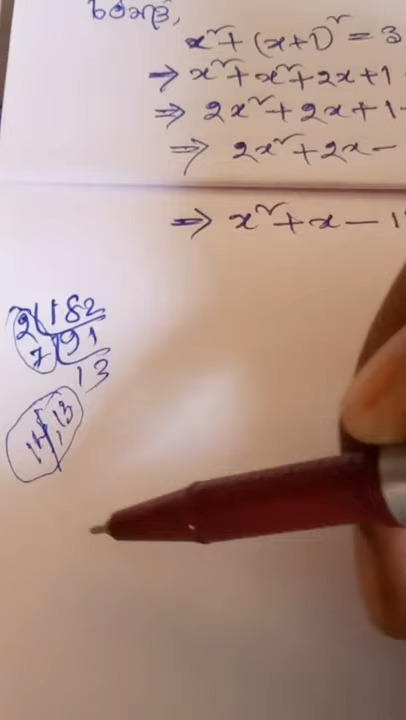 x² + (x+1)² = 3
⇒ x² + x² + 2x + 1
⇒ 2x² + 2x + 1 -
⇒ 2x² + 2x -
⇒ x² + x - 1
2 182
7 91
13
14, 13